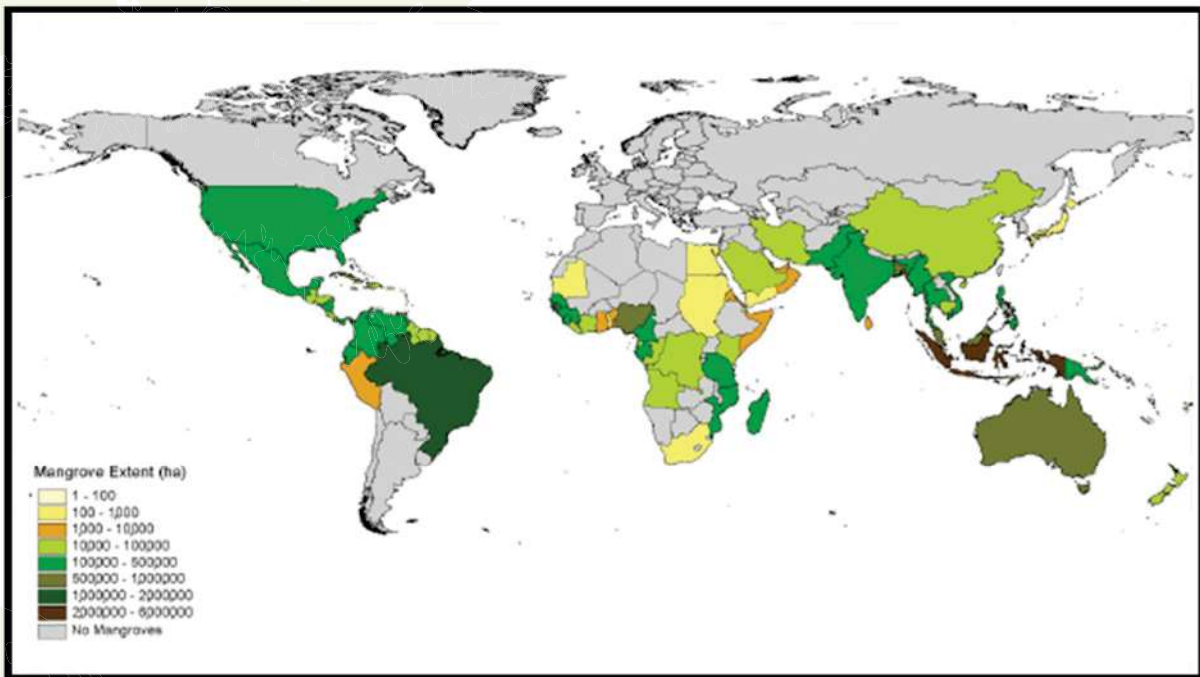 Mangrove Extent (ha)
1 - 100
100 - 1,000
1,000 - 10,000
10,000 - 100,000
100,000 - 500,000
500,000 - 1,000,000
1,000,000 - 2,000,000
2,000,000 - 6,000,000
No Mangroves